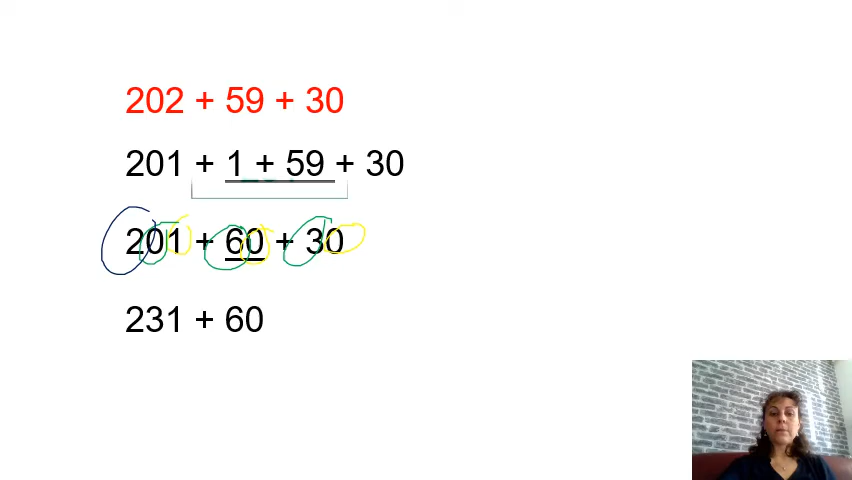 202 + 59 + 30
201 + 1 + 59 + 30
201 + 60 + 30
231 + 60